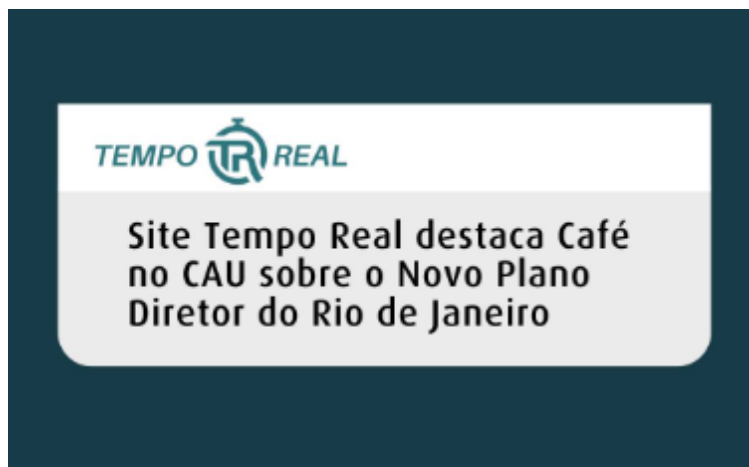 TEMPO TR REAL
Site Tempo Real destaca Café
no CAU sobre o Novo Plano
Diretor do Rio de Janeiro